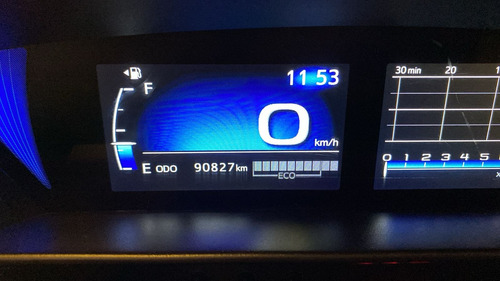 F
11 53
0
km/h
E ODO 90827 km
ECO
30 min 20
0 1 2 3 4 5